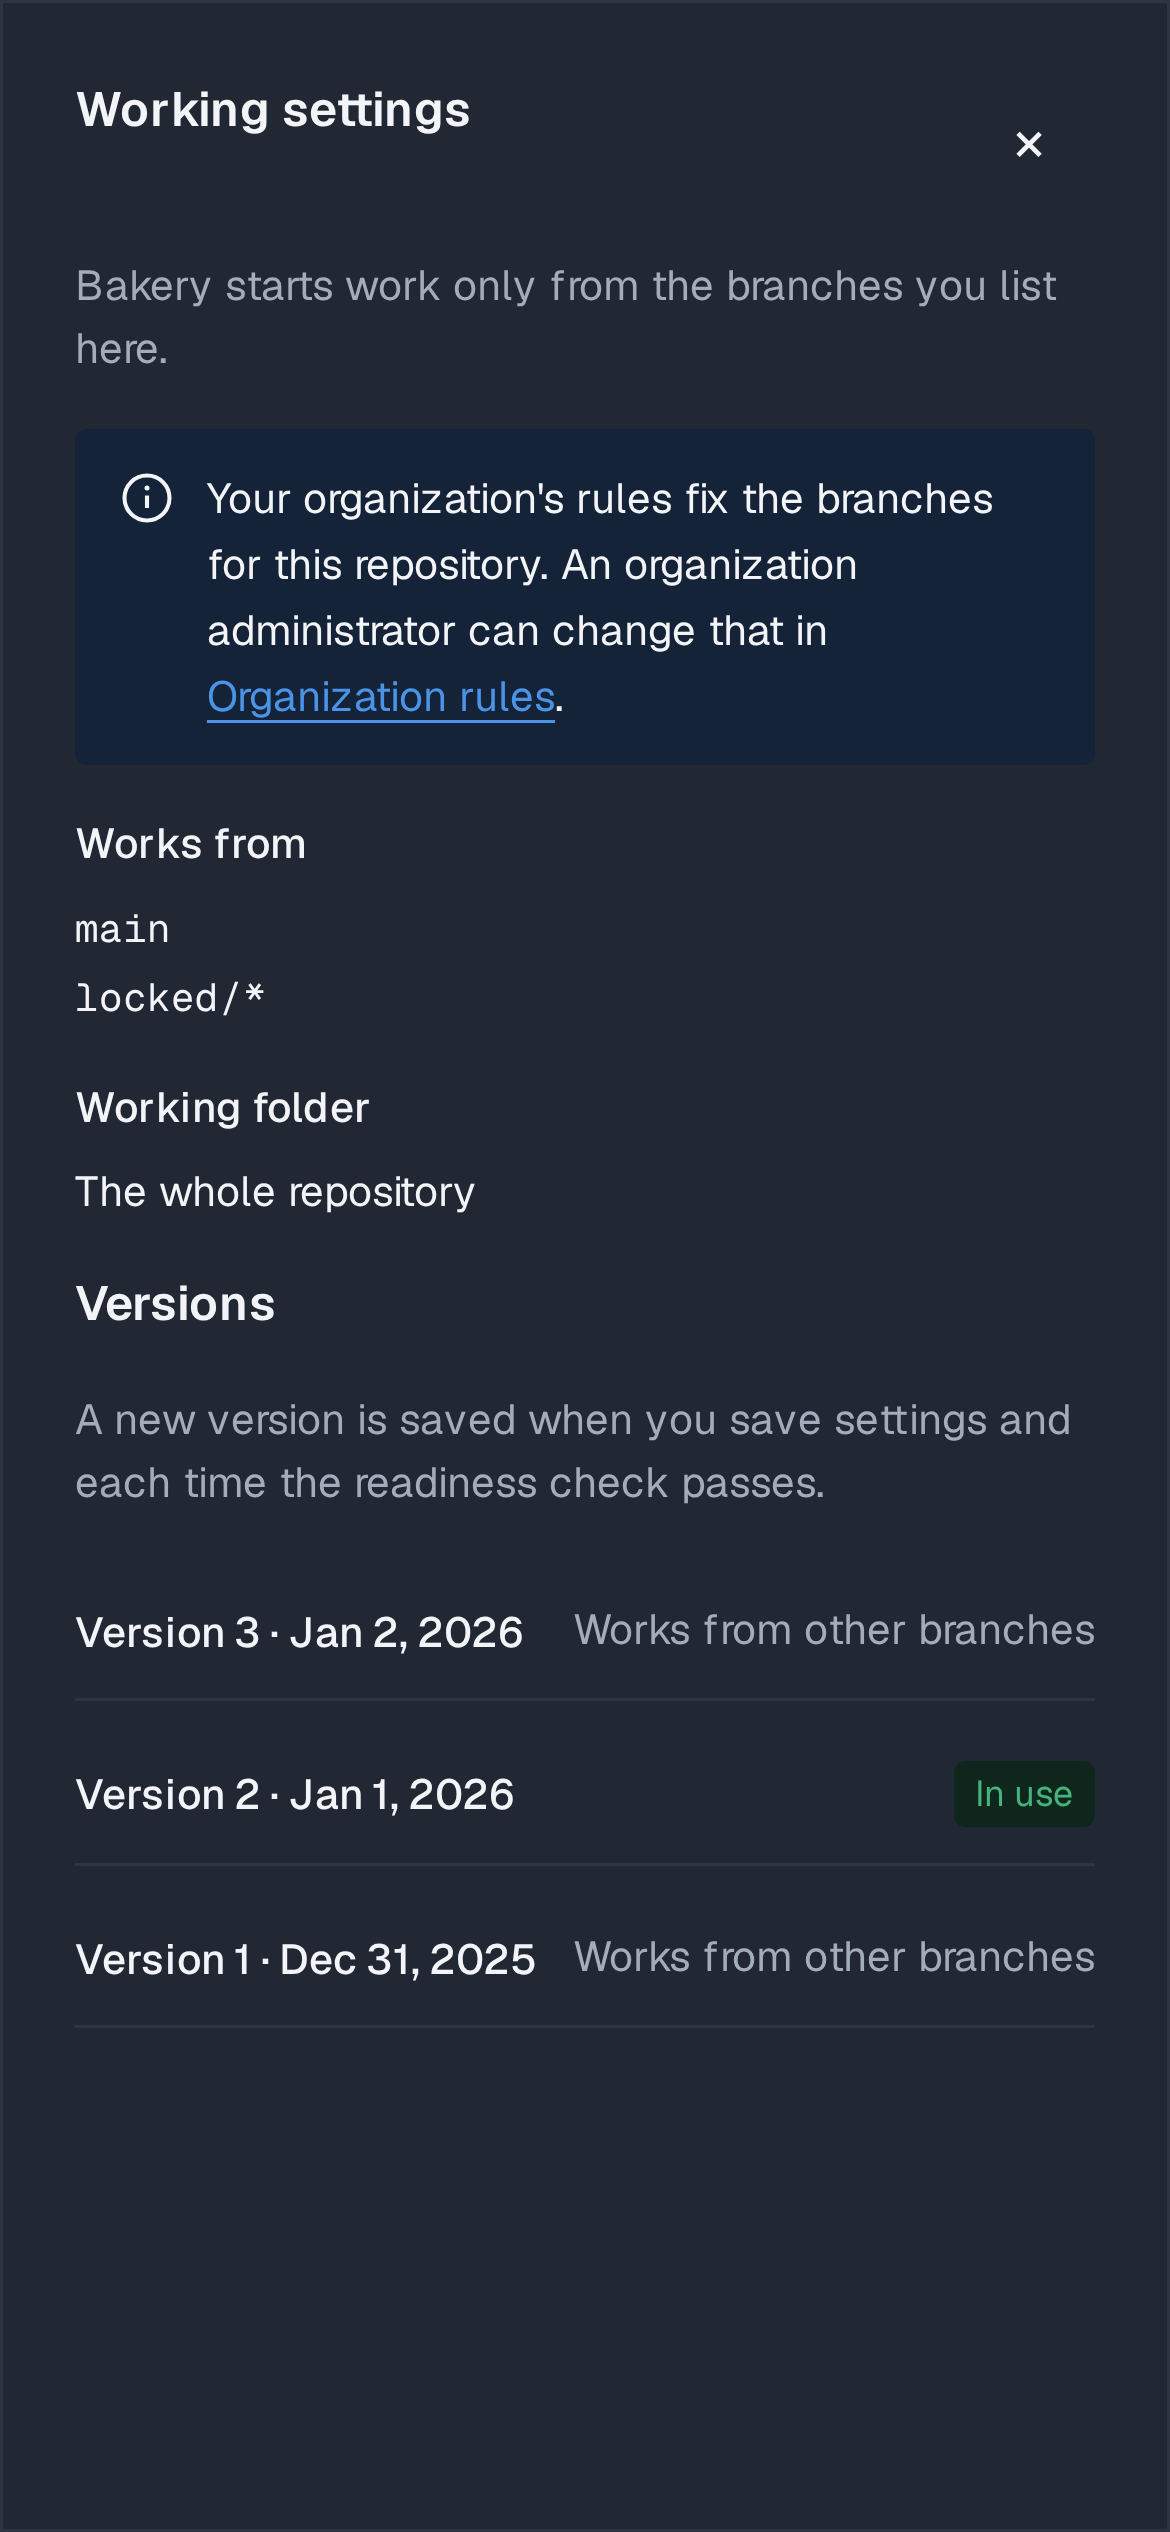 Working settings
Bakery starts work only from the branches you list
here.
Your organization's rules fix the branches
for this repository. An organization
administrator can change that in
Organization rules.
Works from
main
locked/*
Working folder
The whole repository
Versions
A new version is saved when you save settings and
each time the readiness check passes.
Version 3 · Jan 2, 2026 Works from other branches
Version 2 · Jan 1, 2026 In use
Version 1 · Dec 31, 2025 Works from other branches